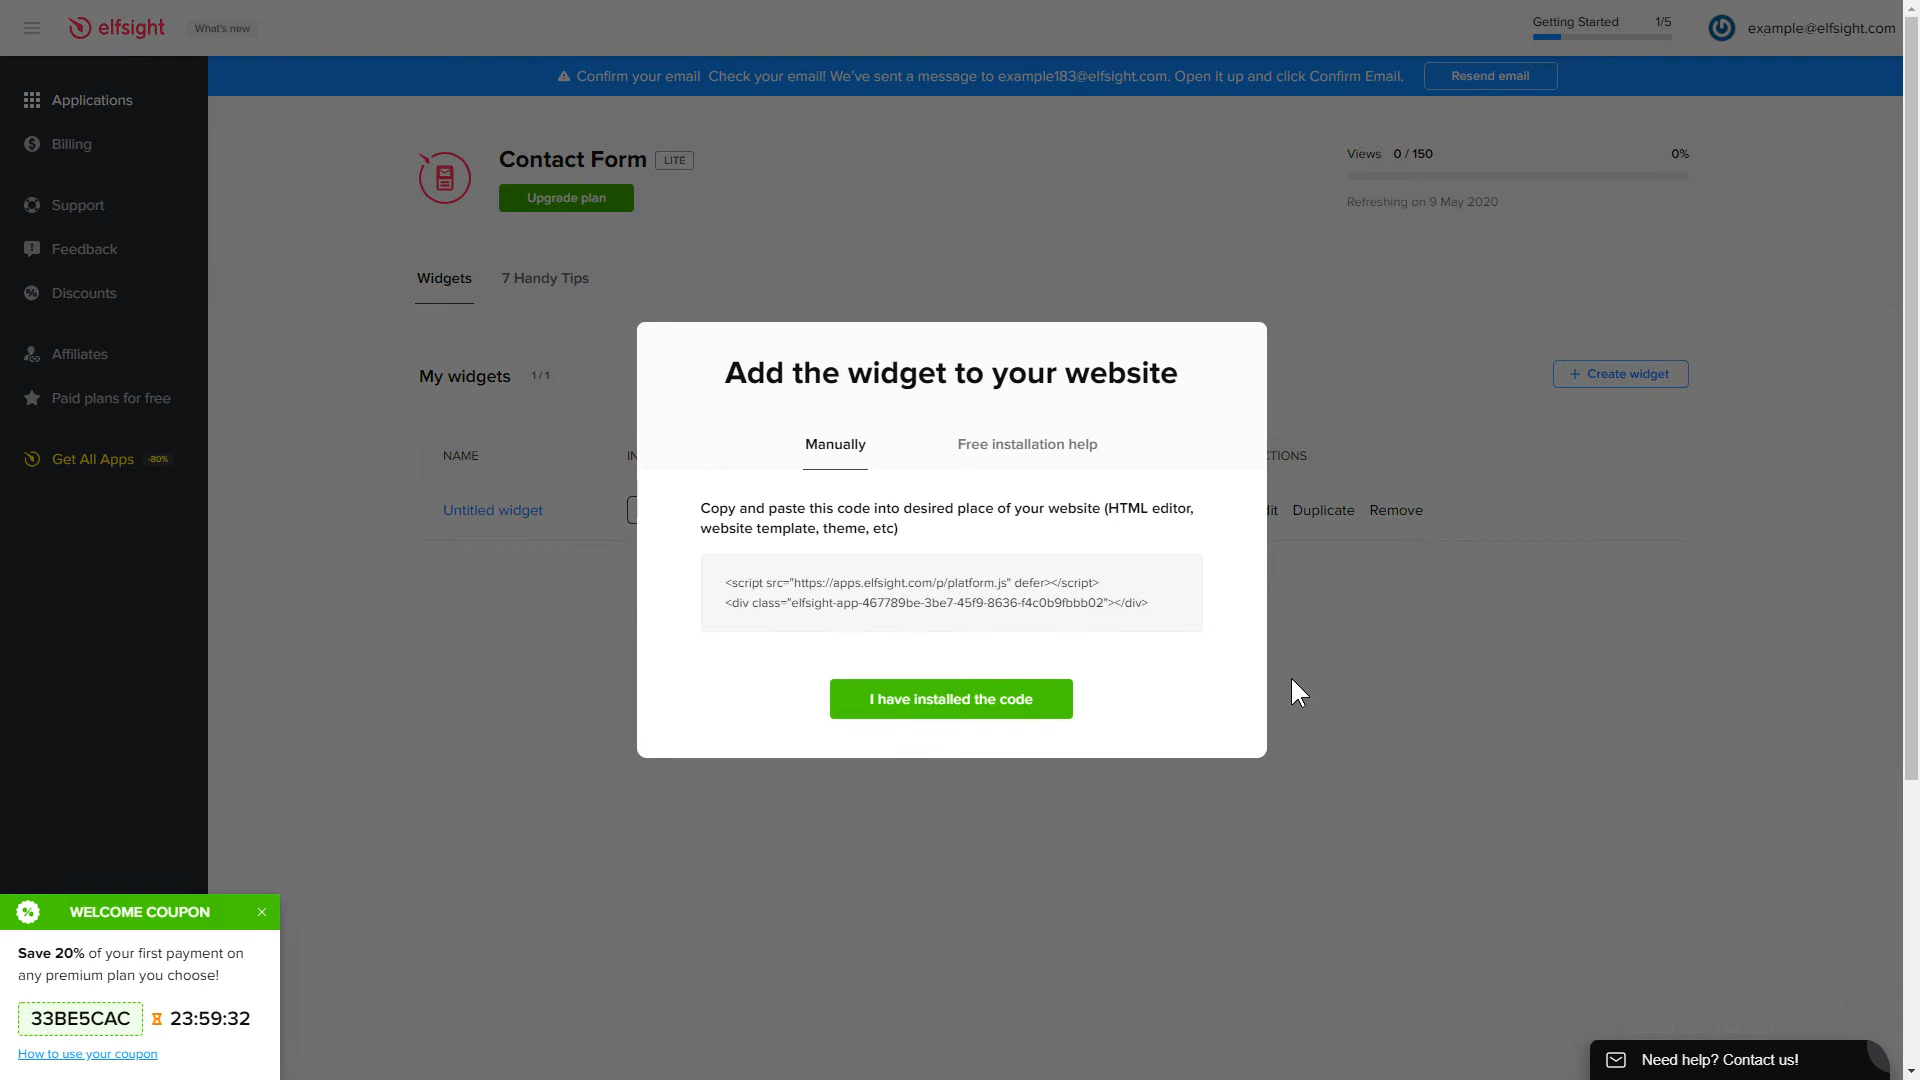 elfsight
What's new
Getting Started 1/5
example@elfsight.com
Confirm your email Check your email! We've sent a message to example183@elfsight.com. Open it up and click Confirm Email.
Resend email
Applications
Billing
Support
Feedback
Discounts
Affiliates
Paid plans for free
Get All Apps -80%
Contact Form LITE
Upgrade plan
Views 0 / 150 0%
Refreshing on 9 May 2020
Widgets 7 Handy Tips
My widgets 1 / 1
+ Create widget
NAME
Untitled widget
Duplicate Remove
Add the widget to your website
Manually Free installation help
Copy and paste this code into desired place of your website (HTML editor,
website template, theme, etc)
<script src="https://apps.elfsight.com/p/platform.js" defer></script>
<div class="elfsight-app-467789be-3be7-45f9-8636-f4c0b9fbbb02"></div>
I have installed the code
WELCOME COUPON
Save 20% of your first payment on
any premium plan you choose!
33BE5CAC 23:59:32
How to use your coupon
Need help? Contact us!